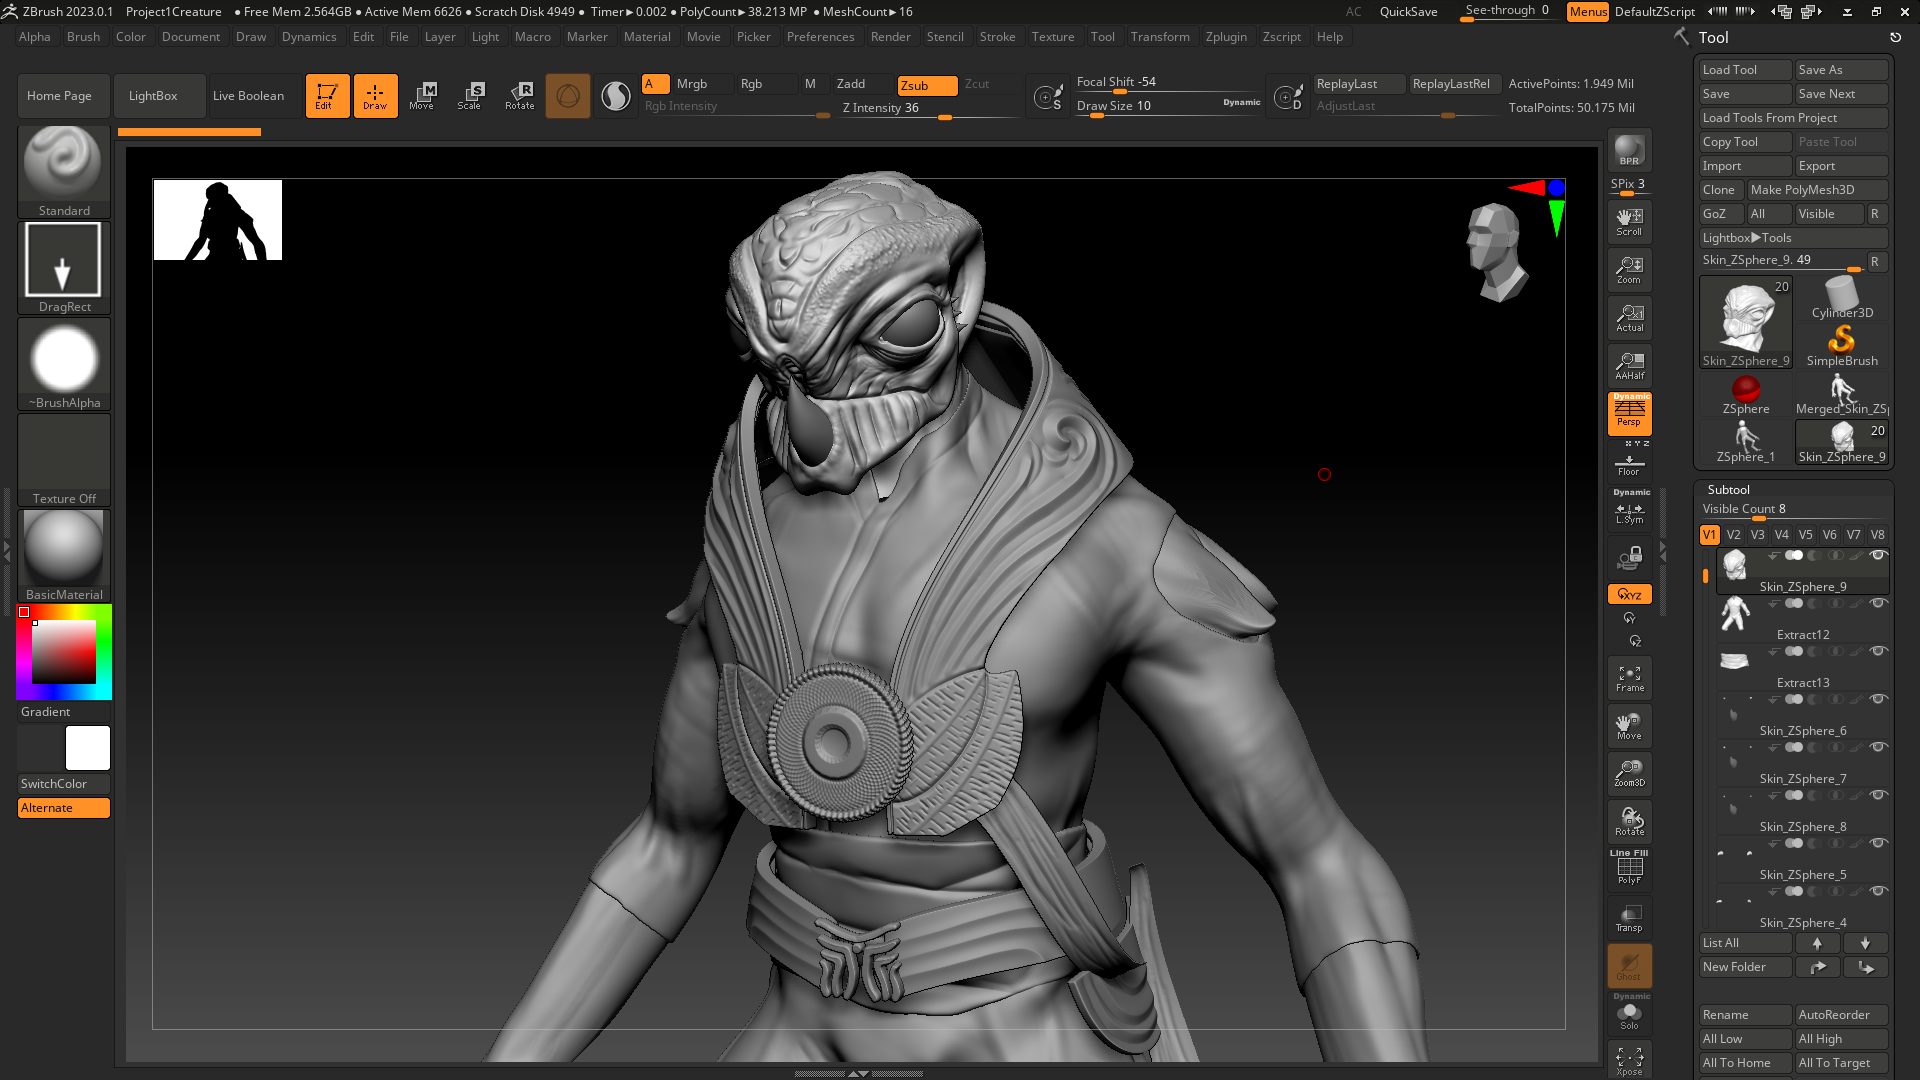 ZBrush 2023.0.1 Project1Creature ● Free Mem 2.564GB ● Active Mem 6626 ● Scratch Disk 4949 ● Timer▶0.002 ● PolyCount▶38.213 MP ● MeshCount▶16 AC QuickSave See-through 0 Menus DefaultZScript
Alpha Brush Color Document Draw Dynamics Edit File Layer Light Macro Marker Material Movie Picker Preferences Render Stencil Stroke Texture Tool Transform Zplugin Zscript Help
Home Page LightBox Live Boolean Edit Draw Move Scale Rotate
A Mrgb Rgb M Zadd Zsub Zcut
Rgb Intensity Z Intensity 36
S Focal Shift -54
Draw Size 10 Dynamic
D ReplayLast ReplayLastRel
AdjustLast
ActivePoints: 1.949 Mil
TotalPoints: 50.175 Mil
Standard
DragRect
~BrushAlpha
Texture Off
BasicMaterial
Gradient
SwitchColor
Alternate
BPR
SPix 3
Scroll
Zoom
Actual
AAHalf
Dynamic
Persp
X Y Z
Floor
Dynamic
L.Sym
XYZ
Y
Z
Frame
Move
Zoom3D
Rotate
Line Fill
PolyF
Transp
Ghost
Dynamic
Solo
Xpose
Tool
Load Tool Save As
Save Save Next
Load Tools From Project
Copy Tool Paste Tool
Import Export
Clone Make PolyMesh3D
GoZ All Visible R
Lightbox▶Tools
Skin_ZSphere_9. 49 R
20
Skin_ZSphere_9 Cylinder3D
SimpleBrush
ZSphere Merged_Skin_ZSp
20
ZSphere_1 Skin_ZSphere_9
Subtool
Visible Count 8
V1 V2 V3 V4 V5 V6 V7 V8
Skin_ZSphere_9
Extract12
Extract13
Skin_ZSphere_6
Skin_ZSphere_7
Skin_ZSphere_8
Skin_ZSphere_5
Skin_ZSphere_4
List All
New Folder
Rename AutoReorder
All Low All High
All To Home All To Target